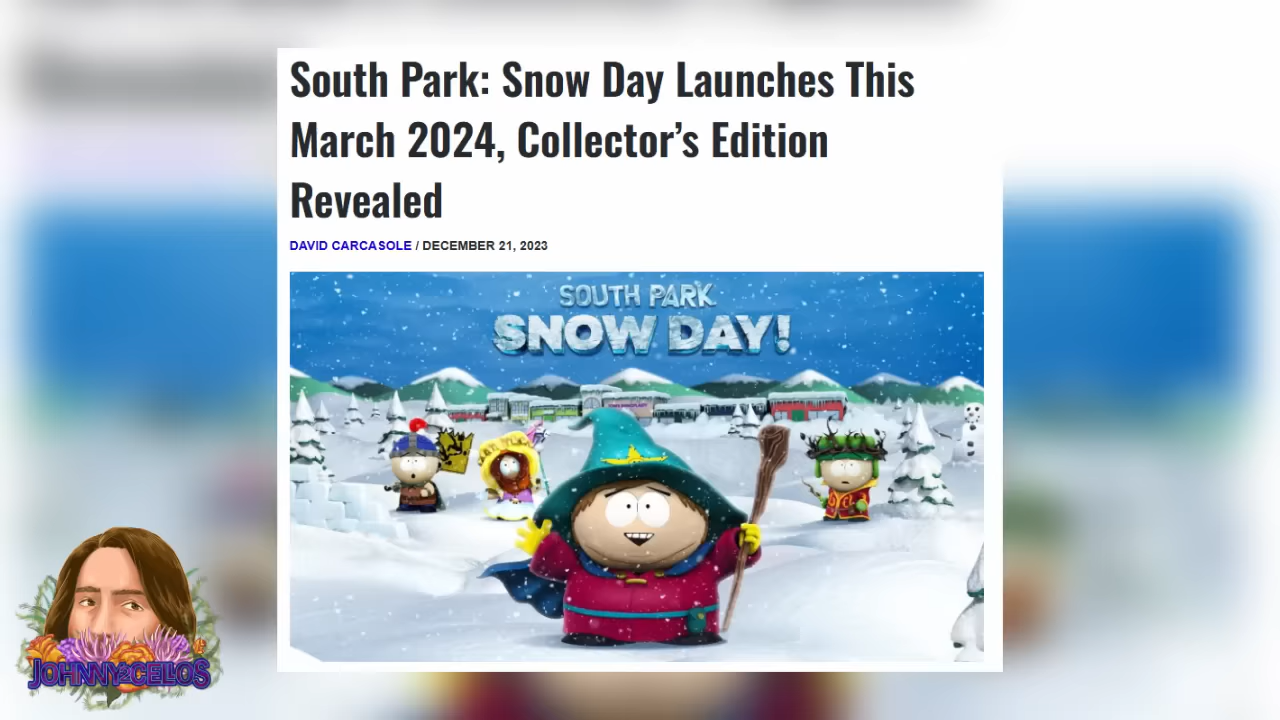 South Park: Snow Day Launches This
March 2024, Collector's Edition
Revealed
DAVID CARCASOLE / DECEMBER 21, 2023
SOUTH PARK
SNOW DAY!
JOHNNY2CELLOS